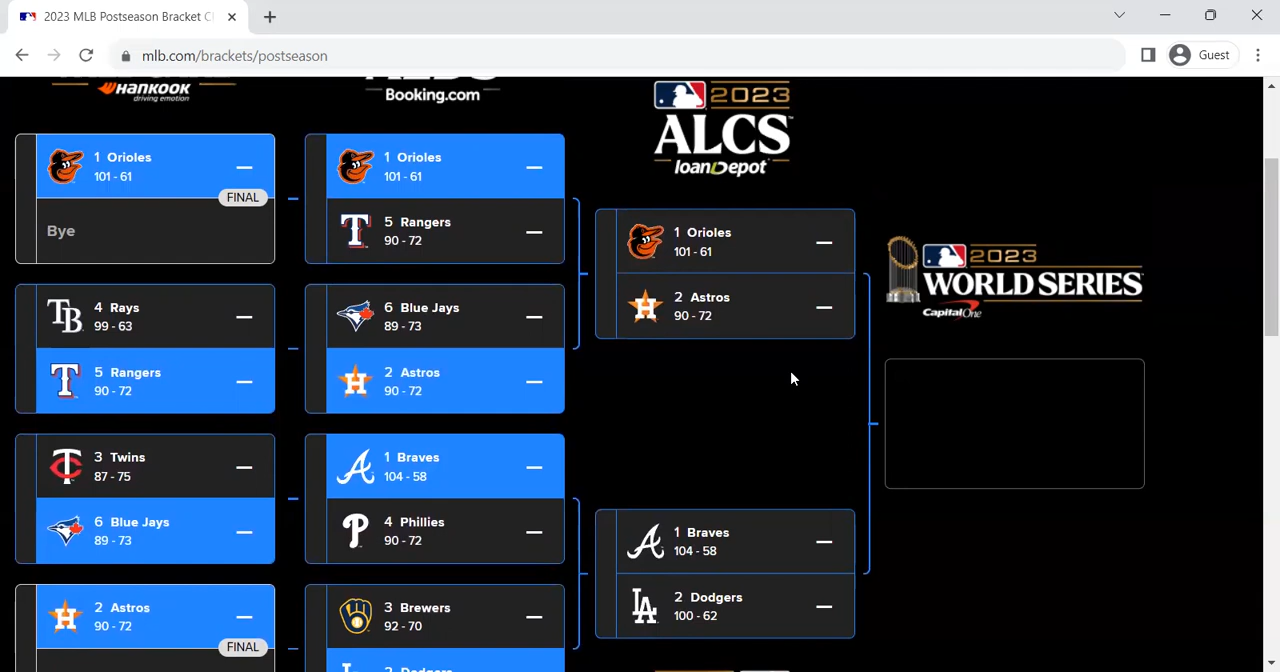 2023 MLB Postseason Bracket C
mlb.com/brackets/postseason
Guest
HANKOOK
driving emotion
Booking.com
2023
ALCS
loanDepot
1 Orioles
101 - 61
FINAL
Bye
4 Rays
99 - 63
5 Rangers
90 - 72
3 Twins
87 - 75
6 Blue Jays
89 - 73
2 Astros
90 - 72
FINAL
1 Orioles
101 - 61
5 Rangers
90 - 72
6 Blue Jays
89 - 73
2 Astros
90 - 72
1 Braves
104 - 58
4 Phillies
90 - 72
3 Brewers
92 - 70
1 Orioles
101 - 61
2 Astros
90 - 72
1 Braves
104 - 58
2 Dodgers
100 - 62
2023
WORLD SERIES
Capital One